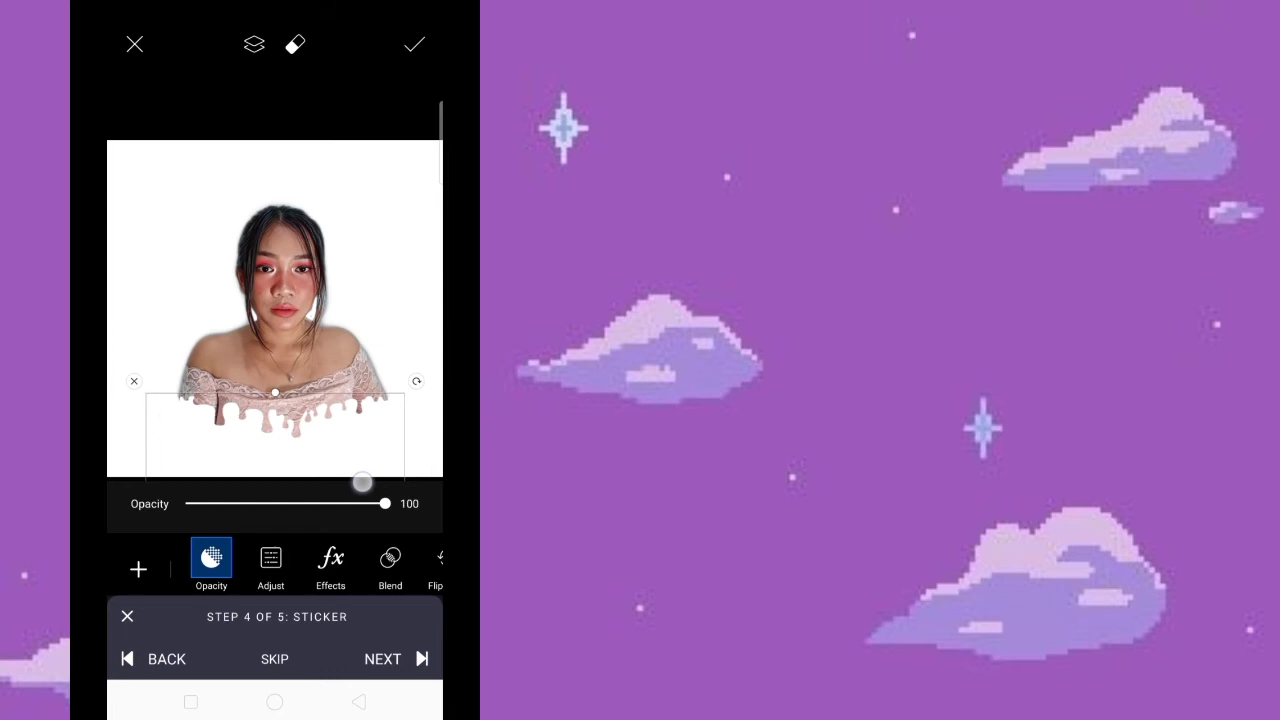 Opacity 100
Opacity Adjust Effects Blend Flip
STEP 4 OF 5: STICKER
BACK SKIP NEXT